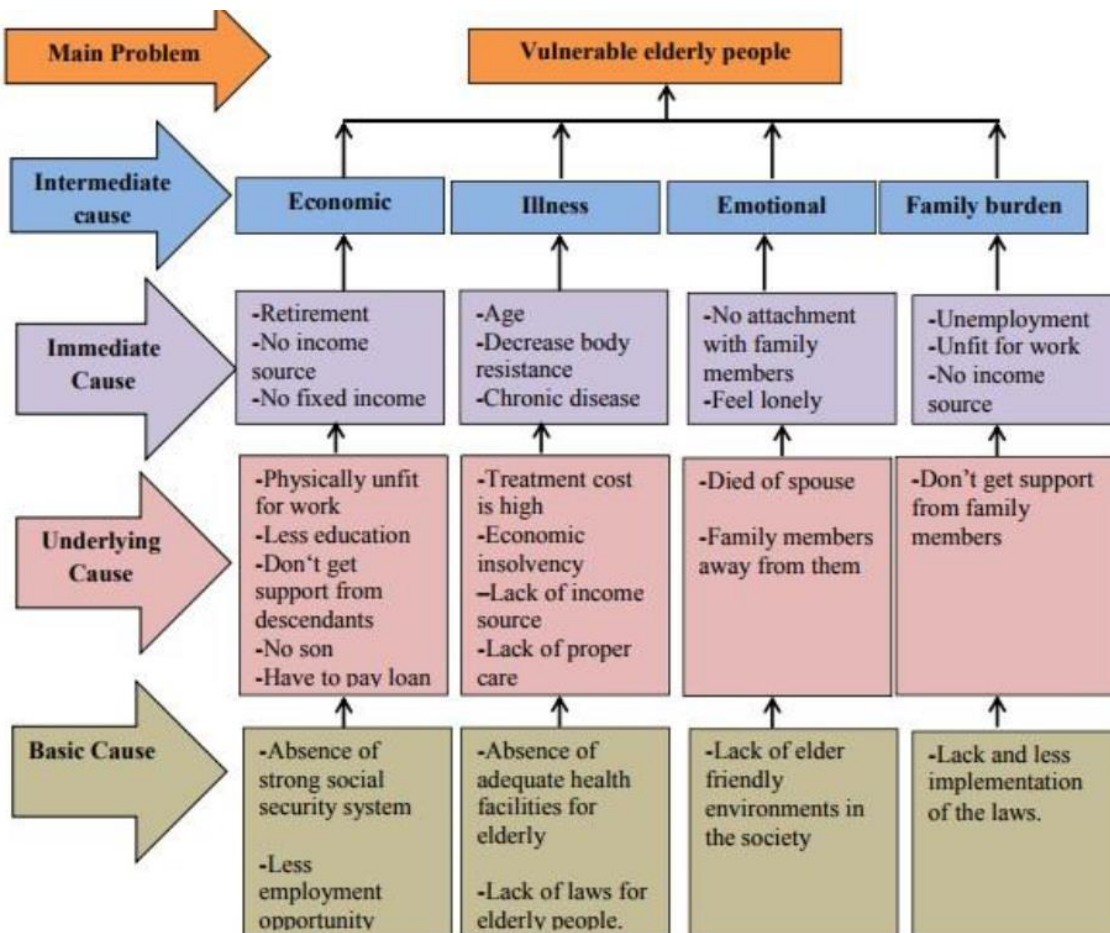 Main Problem
Vulnerable elderly people
Intermediate
cause
Economic
Illness
Emotional
Family burden
Immediate
Cause
-Retirement
-No income
source
-No fixed income
-Age
-Decrease body
resistance
-Chronic disease
-No attachment
with family
members
-Feel lonely
-Unemployment
-Unfit for work
-No income
source
Underlying
Cause
-Physically unfit
for work
-Less education
-Don‘t get
support from
descendants
-No son
-Have to pay loan
-Treatment cost
is high
-Economic
insolvency
–Lack of income
source
-Lack of proper
care
-Died of spouse
-Family members
away from them
-Don’t get support
from family
members
Basic Cause
-Absence of
strong social
security system
-Less
employment
opportunity
-Absence of
adequate health
facilities for
elderly
-Lack of laws for
elderly people.
-Lack of elder
friendly
environments in
the society
-Lack and less
implementation
of the laws.